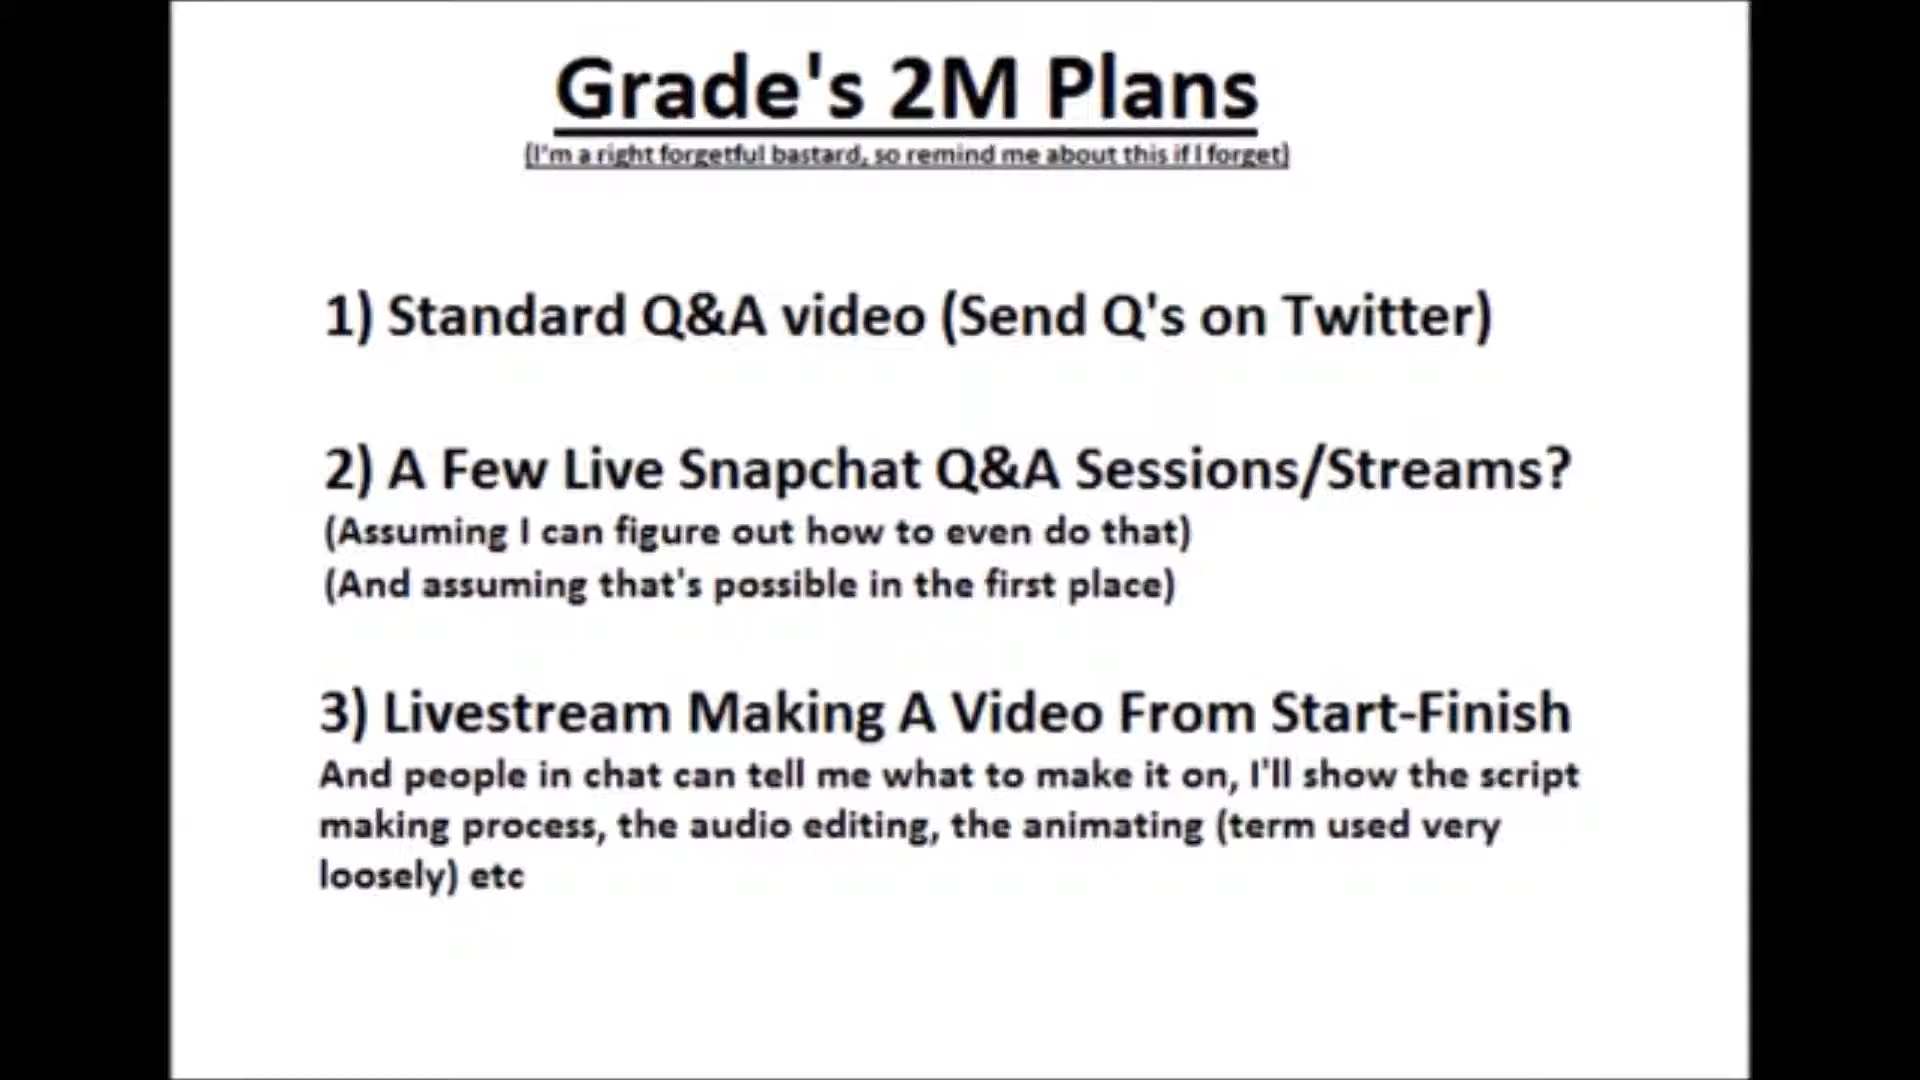 Grade's 2M Plans
(I'm a right forgetful bastard, so remind me about this if I forget)
1) Standard Q&A video (Send Q's on Twitter)
2) A Few Live Snapchat Q&A Sessions/Streams?
(Assuming I can figure out how to even do that)
(And assuming that's possible in the first place)
3) Livestream Making A Video From Start-Finish
And people in chat can tell me what to make it on, I'll show the script
making process, the audio editing, the animating (term used very
loosely) etc